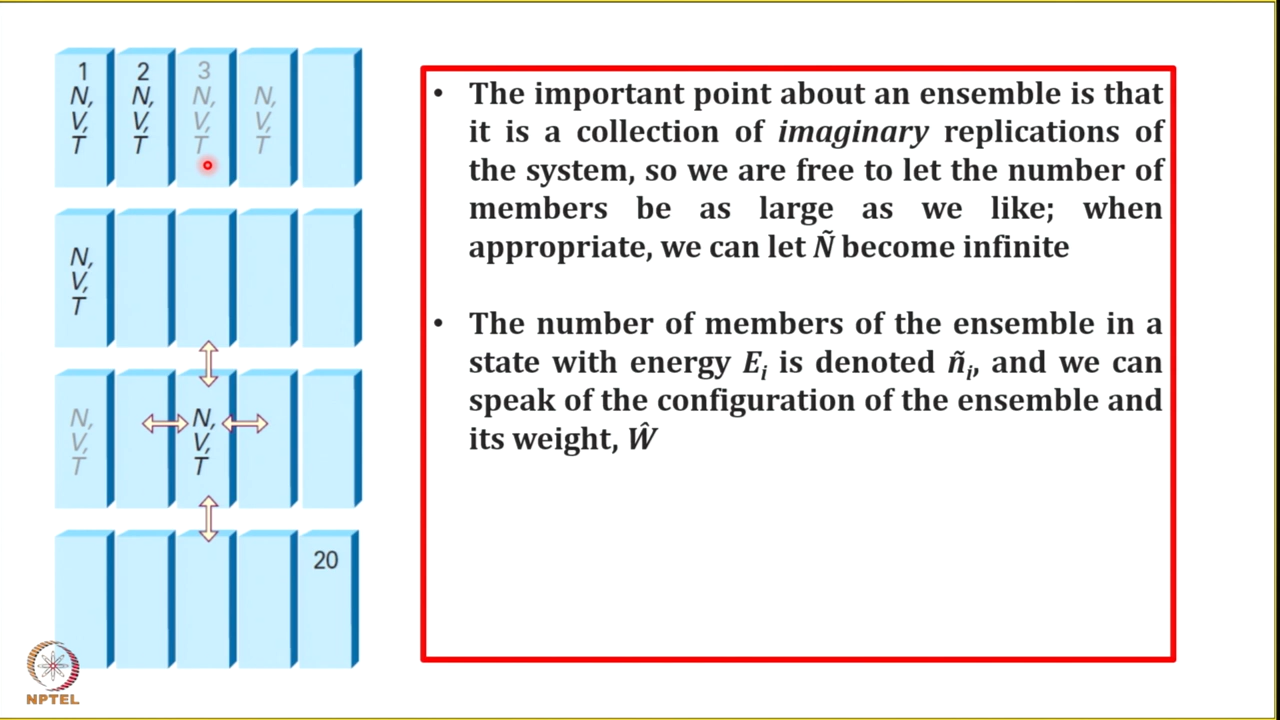 1 2 3
N, N, N, N,
V, V, V, V,
T T T T
N,
V,
T
N, N,
V, V,
T T
20
NPTEL
• The important point about an ensemble is that
it is a collection of imaginary replications of
the system, so we are free to let the number of
members be as large as we like; when
appropriate, we can let Ñ become infinite
• The number of members of the ensemble in a
state with energy Ei is denoted ñi, and we can
speak of the configuration of the ensemble and
its weight, Ŵ